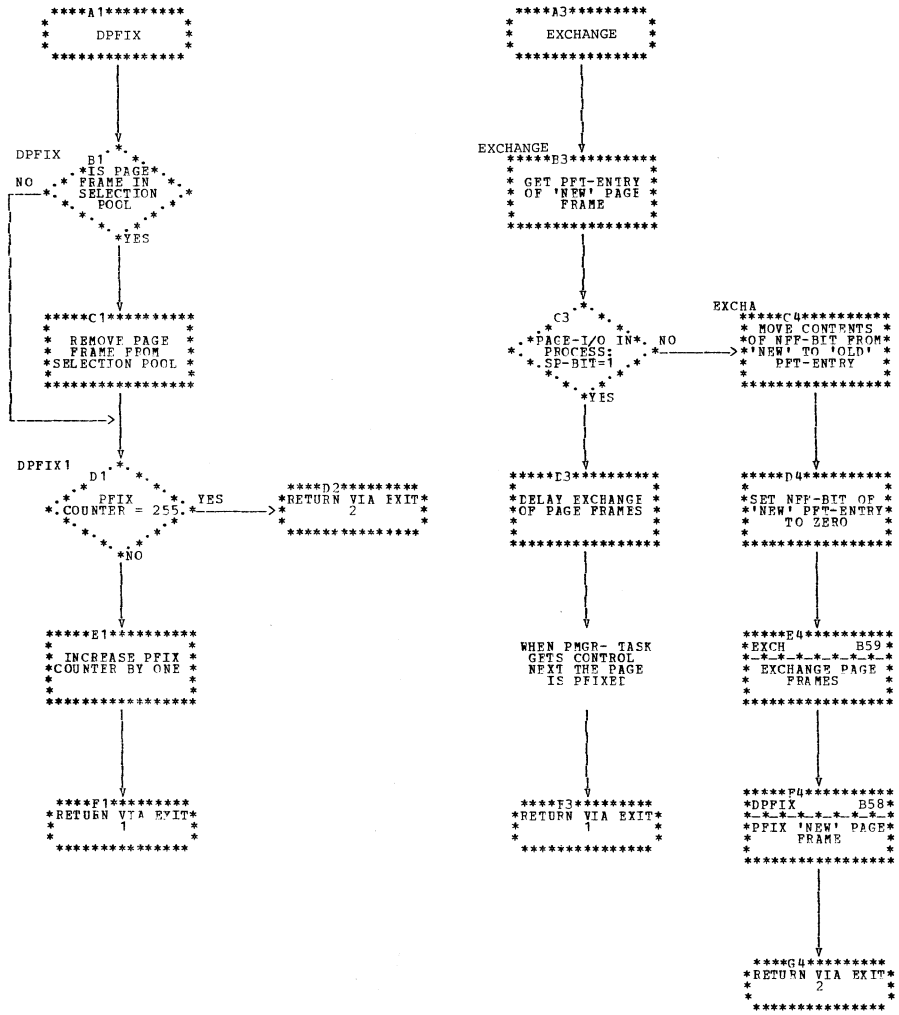 A1
DPFIX
DPFIX
B1
IS PAGE
FRAME IN
SELECTION
POOL
NO
YES
C1
REMOVE PAGE
FRAME FROM
SELECTION POOL
DPFIX1
D1
PFIX
COUNTER = 255
YES
NO
D2
RETURN VIA EXIT
2
E1
INCREASE PFIX
COUNTER BY ONE
F1
RETURN VIA EXIT
1
A3
EXCHANGE
EXCHANGE
B3
GET PFT-ENTRY
OF 'NEW' PAGE
FRAME
C3
PAGE-I/O IN
PROCESS:
SP-BIT=1
NO
YES
D3
DELAY EXCHANGE
OF PAGE FRAMES
WHEN PMGR- TASK
GETS CONTROL
NEXT THE PAGE
IS PFIXED
F3
RETURN VIA EXIT
1
EXCHA
C4
MOVE CONTENTS
OF NFF-BIT FROM
'NEW' TO 'OLD'
PFT-ENTRY
D4
SET NFF-BIT OF
'NEW' PFT-ENTRY
TO ZERO
E4
EXCH B59
EXCHANGE PAGE
FRAMES
F4
DPFIX B58
PFIX 'NEW' PAGE
FRAME
G4
RETURN VIA EXIT
2